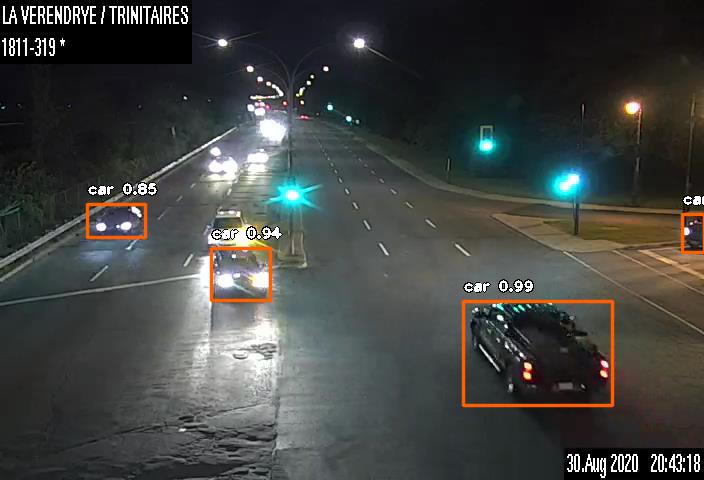 LA VERENDRYE / TRINITAIRES
1811-319 *
car 0.85
car 0.94
car 0.99
ca
30.Aug 2020 20:43:18